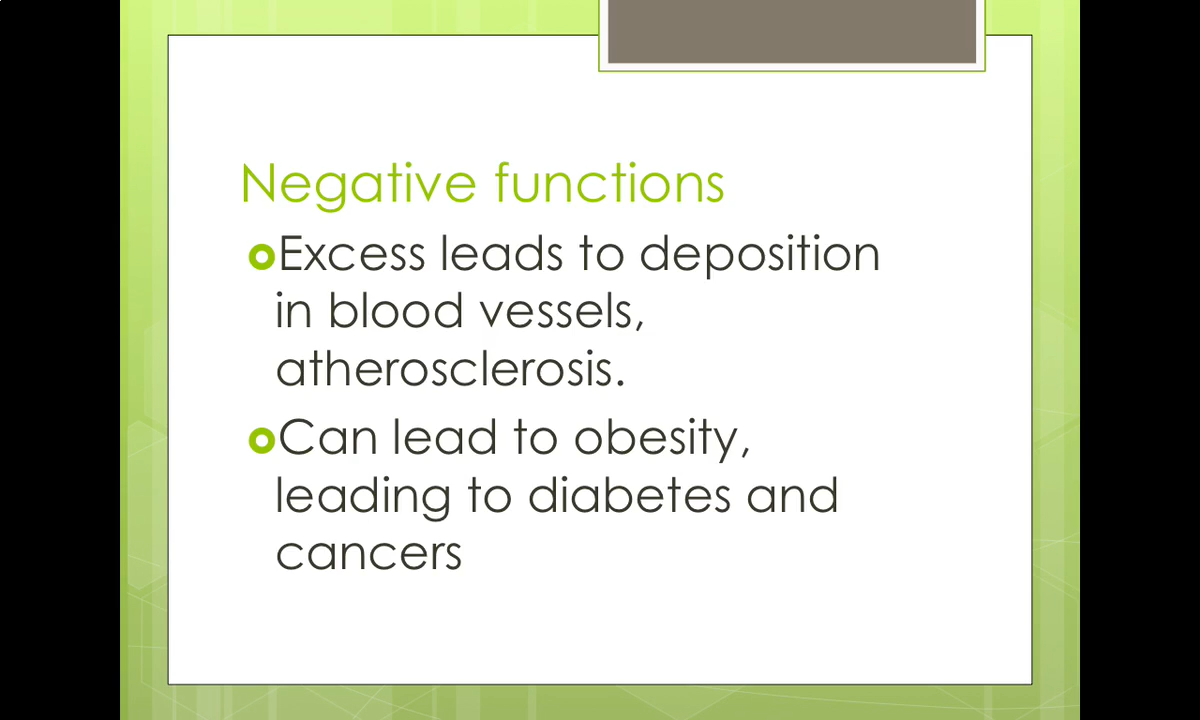 Negative functions
Excess leads to deposition
in blood vessels,
atherosclerosis.
Can lead to obesity,
leading to diabetes and
cancers